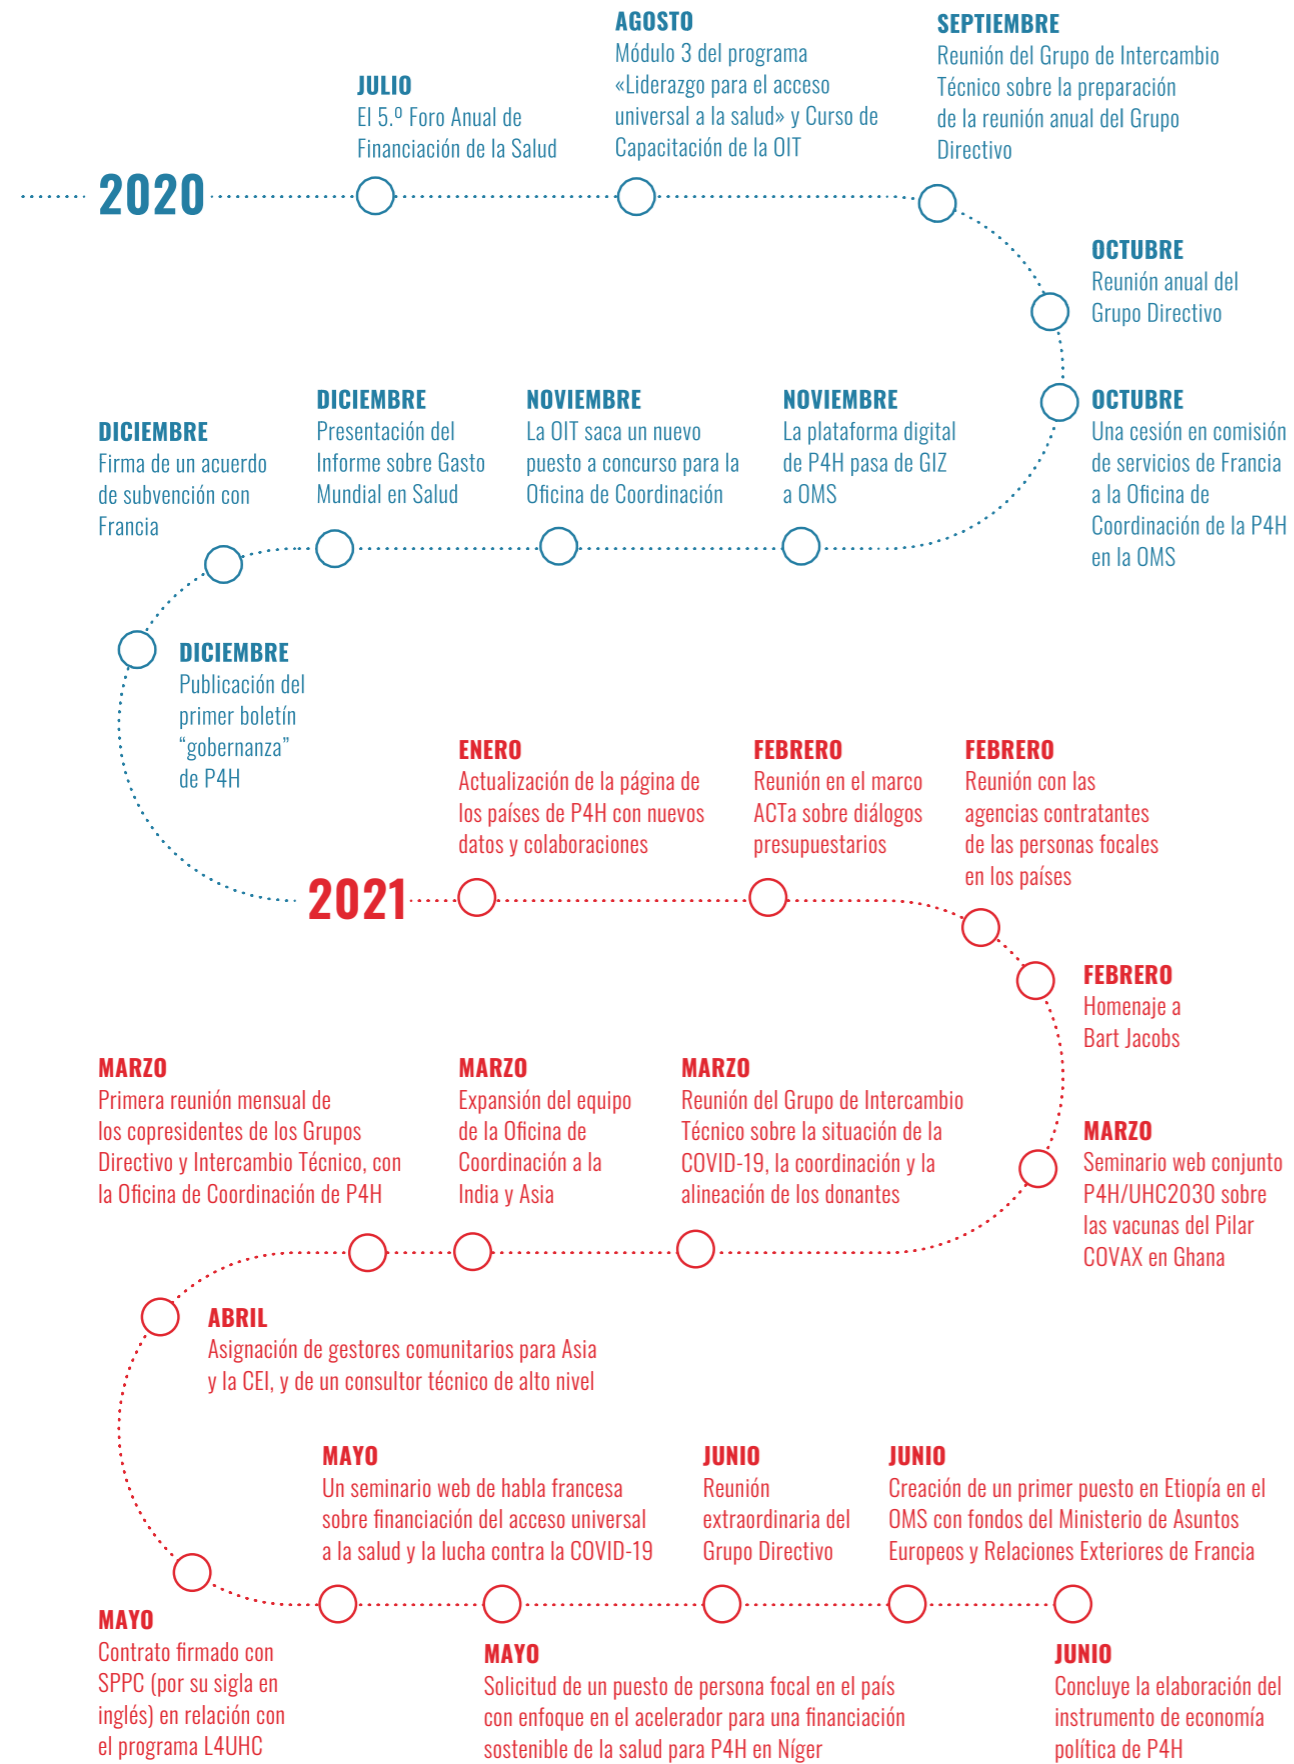 2020
JULIO
El 5.º Foro Anual de
Financiación de la Salud
AGOSTO
Módulo 3 del programa
«Liderazgo para el acceso
universal a la salud» y Curso de
Capacitación de la OIT
SEPTIEMBRE
Reunión del Grupo de Intercambio
Técnico sobre la preparación
de la reunión anual del Grupo
Directivo
OCTUBRE
Reunión anual del
Grupo Directivo
OCTUBRE
Una cesión en comisión
de servicios de Francia
a la Oficina de
Coordinación de la P4H
en la OMS
NOVIEMBRE
La plataforma digital
de P4H pasa de GIZ
a OMS
NOVIEMBRE
La OIT saca un nuevo
puesto a concurso para la
Oficina de Coordinación
DICIEMBRE
Presentación del
Informe sobre Gasto
Mundial en Salud
DICIEMBRE
Firma de un acuerdo
de subvención con
Francia
DICIEMBRE
Publicación del
primer boletín
“gobernanza”
de P4H
2021
ENERO
Actualización de la página de
los países de P4H con nuevos
datos y colaboraciones
FEBRERO
Reunión en el marco
ACTa sobre diálogos
presupuestarios
FEBRERO
Reunión con las
agencias contratantes
de las personas focales
en los países
FEBRERO
Homenaje a
Bart Jacobs
MARZO
Seminario web conjunto
P4H/UHC2030 sobre
las vacunas del Pilar
COVAX en Ghana
MARZO
Reunión del Grupo de Intercambio
Técnico sobre la situación de la
COVID-19, la coordinación y la
alineación de los donantes
MARZO
Expansión del equipo
de la Oficina de
Coordinación a la
India y Asia
MARZO
Primera reunión mensual de
los copresidentes de los Grupos
Directivo y Intercambio Técnico, con
la Oficina de Coordinación de P4H
ABRIL
Asignación de gestores comunitarios para Asia
y la CEI, y de un consultor técnico de alto nivel
MAYO
Contrato firmado con
SPPC (por su sigla en
inglés) en relación con
el programa L4UHC
MAYO
Un seminario web de habla francesa
sobre financiación del acceso universal
a la salud y la lucha contra la COVID-19
MAYO
Solicitud de un puesto de persona focal en el país
con enfoque en el acelerador para una financiación
sostenible de la salud para P4H en Níger
JUNIO
Reunión
extraordinaria del
Grupo Directivo
JUNIO
Creación de un primer puesto en Etiopía en el
OMS con fondos del Ministerio de Asuntos
Europeos y Relaciones Exteriores de Francia
JUNIO
Concluye la elaboración del
instrumento de economía
política de P4H